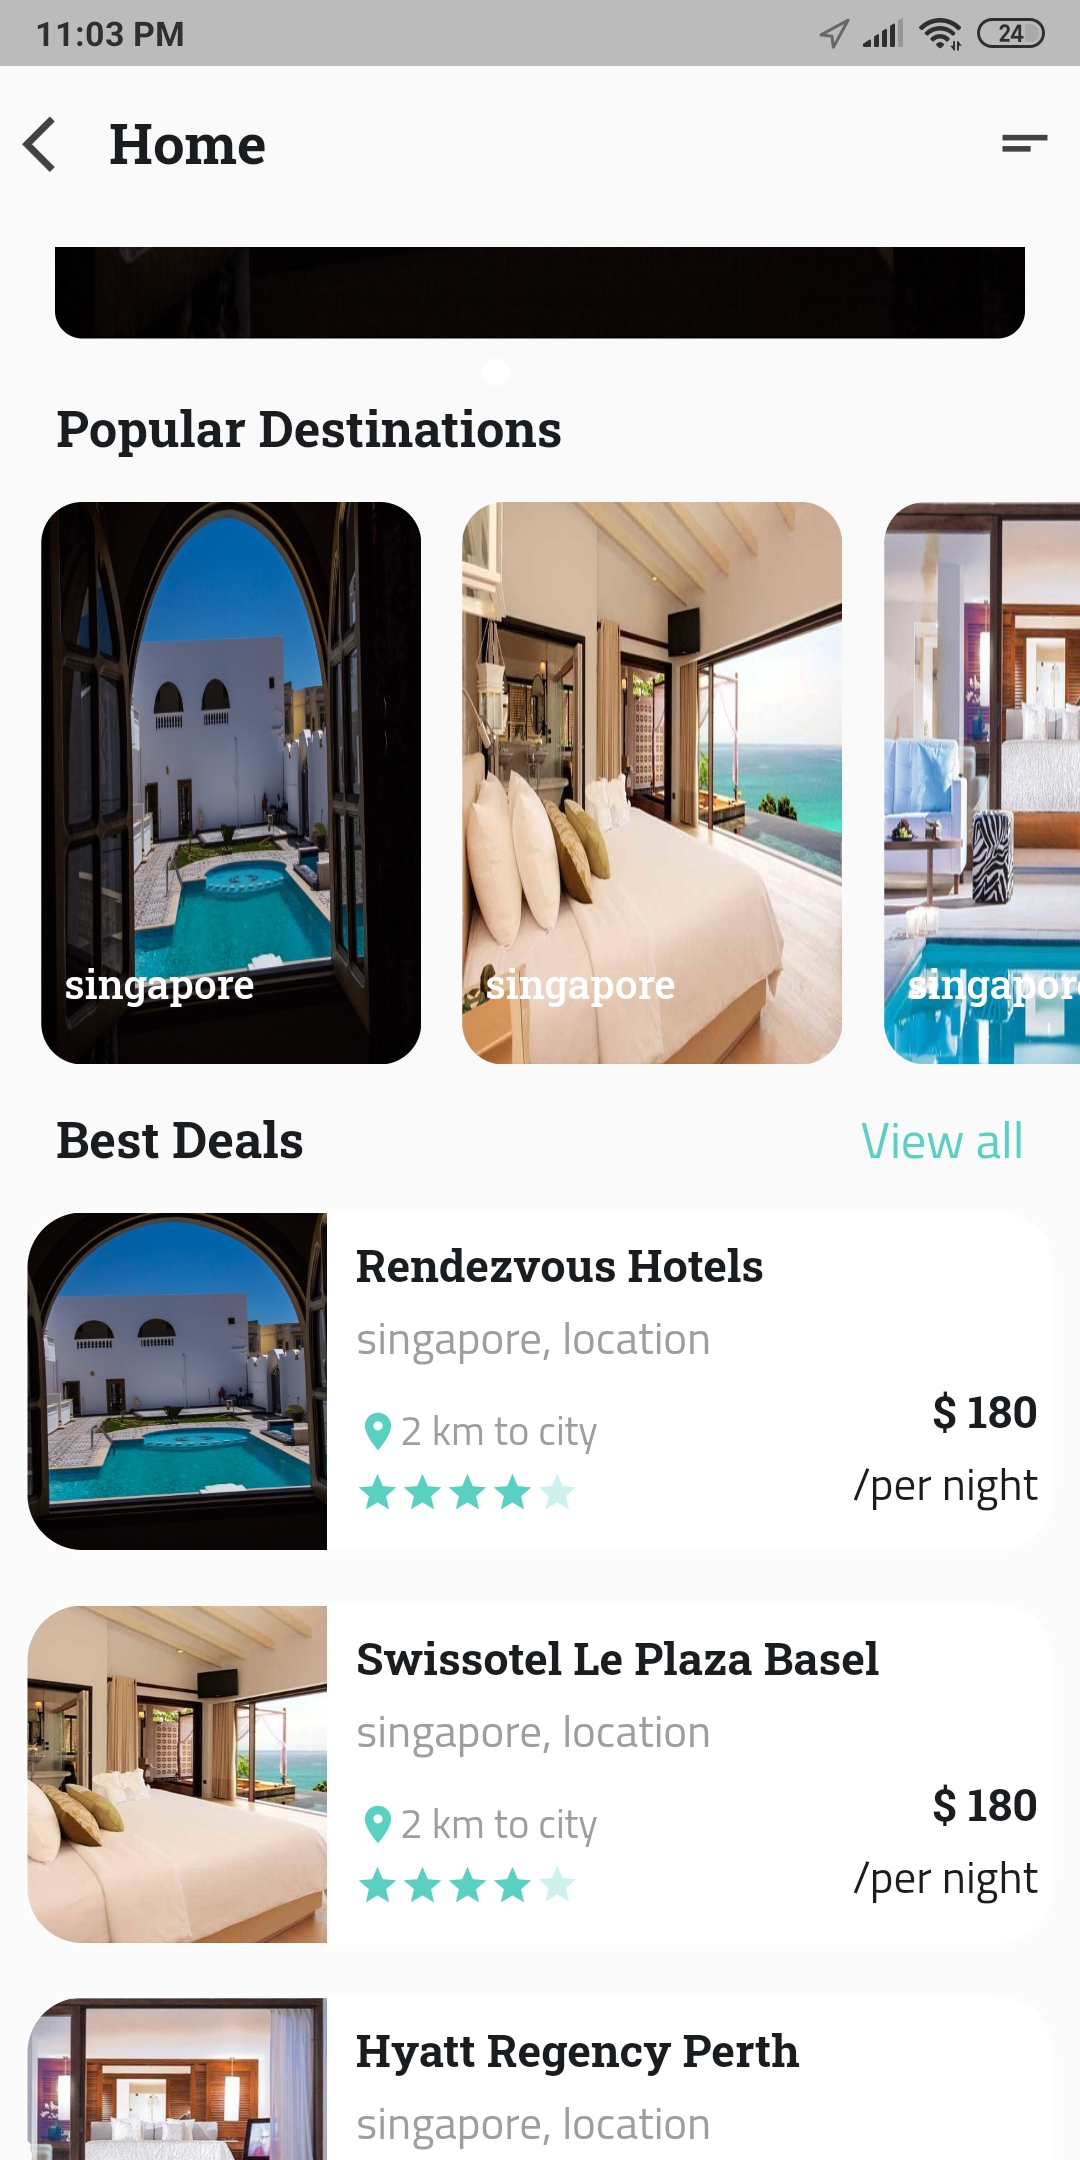 11:03 PM
24
Home
Popular Destinations
singapore
singapore
singapore
Best Deals
View all
Rendezvous Hotels
singapore, location
2 km to city
$ 180
/per night
Swissotel Le Plaza Basel
singapore, location
2 km to city
$ 180
/per night
Hyatt Regency Perth
singapore, location